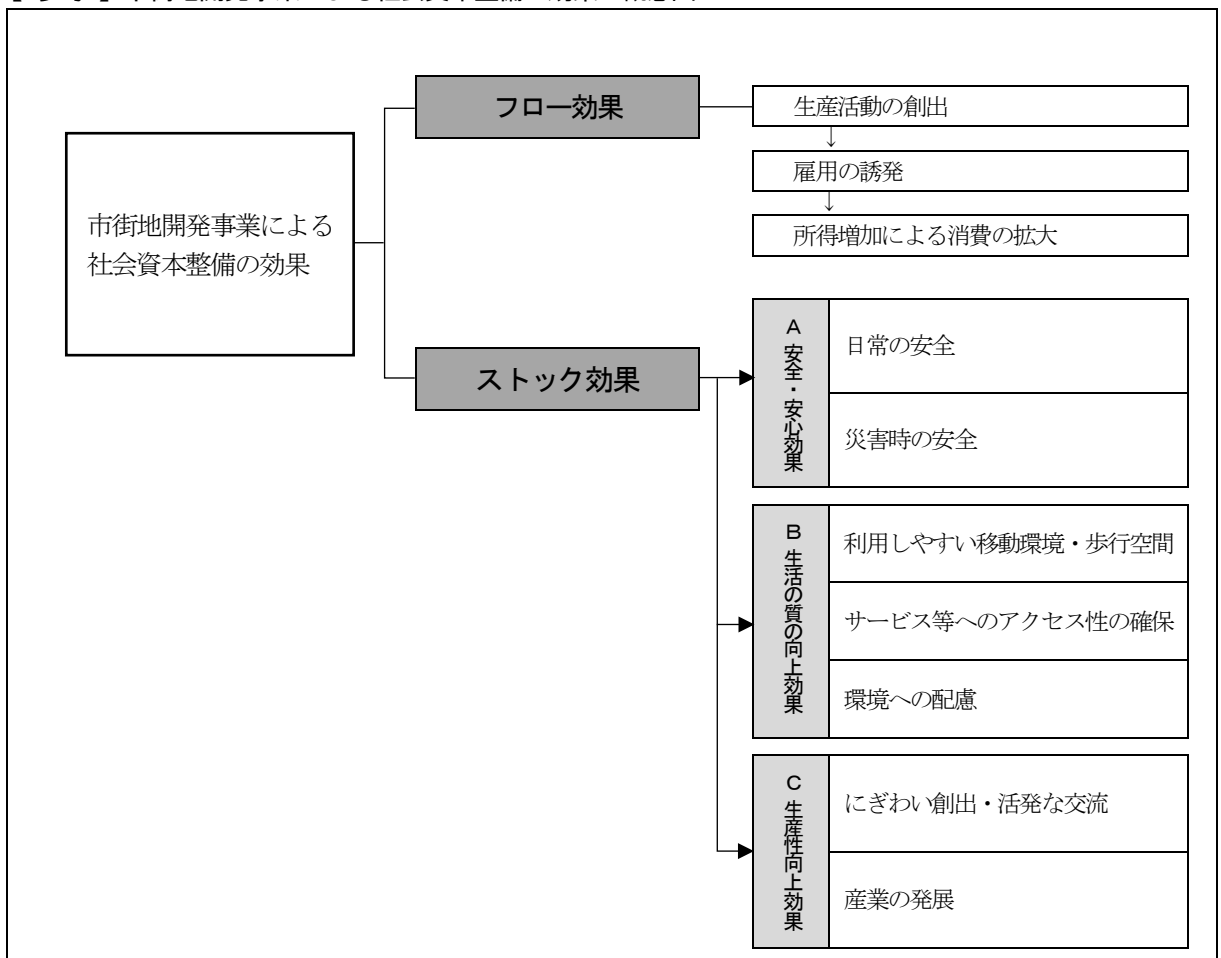 市街地開発事業による
社会資本整備の効果
フロー効果
生産活動の創出
↓
雇用の誘発
↓
所得増加による消費の拡大
ストック効果
A 安全・安心効果
日常の安全
災害時の安全
B 生活の質の向上効果
利用しやすい移動環境・歩行空間
サービス等へのアクセス性の確保
環境への配慮
C 生産性向上効果
にぎわい創出・活発な交流
産業の発展